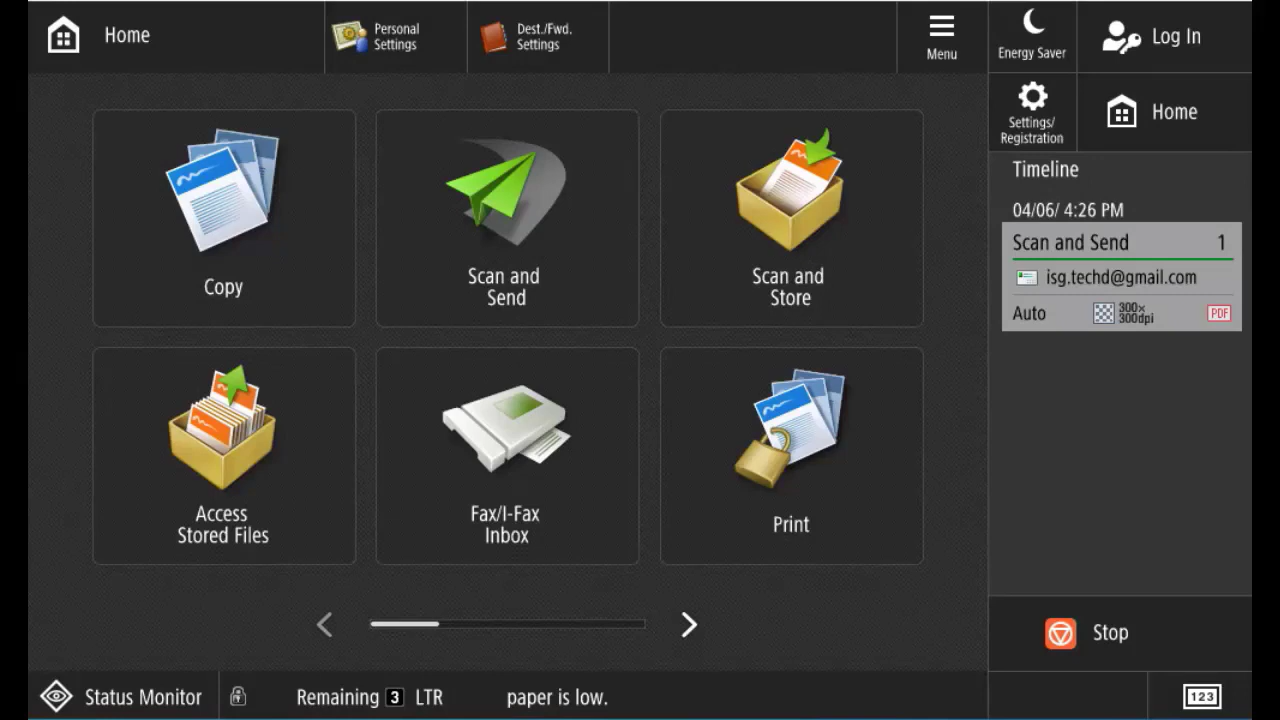 Home
Personal
Settings
Dest./Fwd.
Settings
Menu
Energy Saver
Log In
Settings/
Registration
Home
Timeline
04/06/ 4:26 PM
Scan and Send 1
isg.techd@gmail.com
Auto 300×
300dpi PDF
Copy
Scan and
Send
Scan and
Store
Access
Stored Files
Fax/I-Fax
Inbox
Print
Stop
Status Monitor
Remaining 3 LTR paper is low.
123